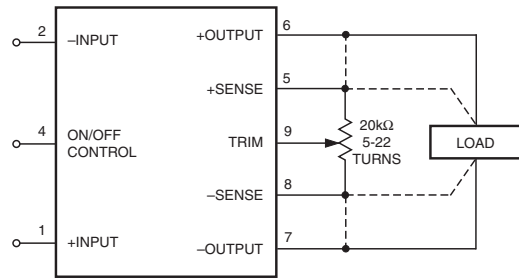 2
–INPUT
4
ON/OFF
CONTROL
1
+INPUT
+OUTPUT
6
+SENSE
5
TRIM
9
20kΩ
5-22
TURNS
LOAD
–SENSE
8
–OUTPUT
7